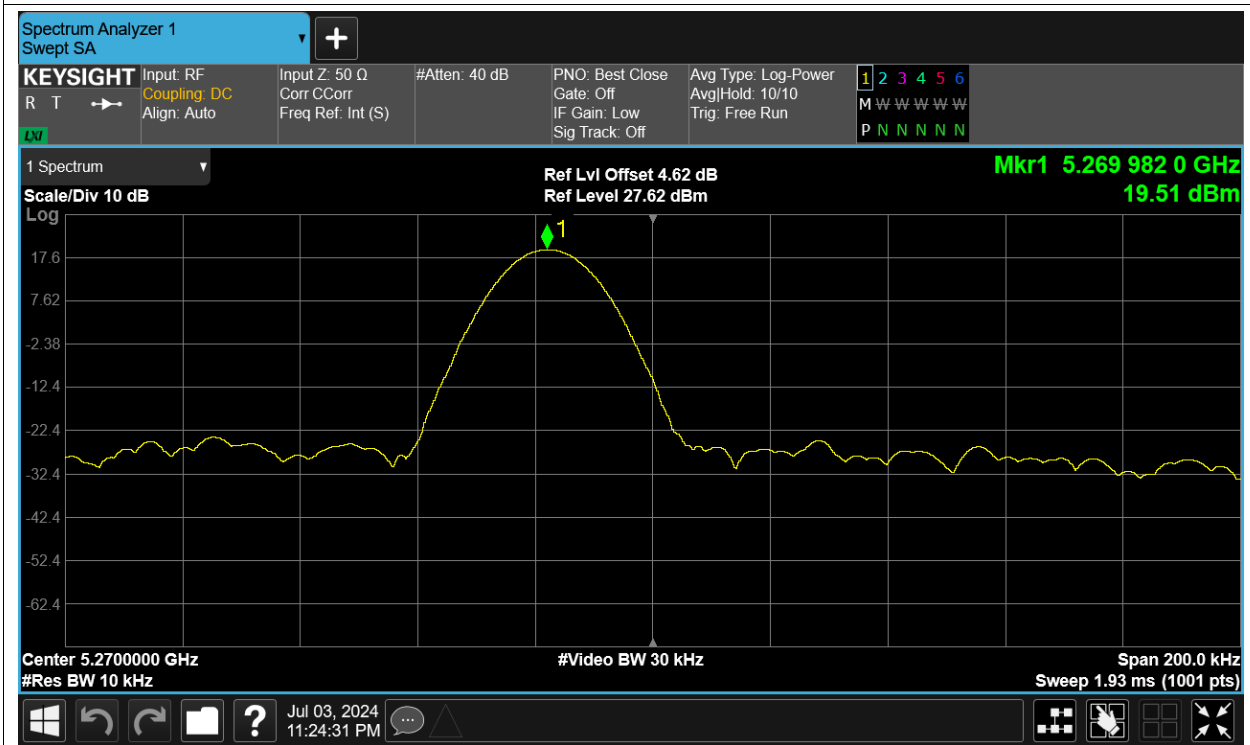 Spectrum Analyzer 1
Swept SA
+
KEYSIGHT
R T
LXI
Input: RF
Coupling: DC
Align: Auto
Input Z: 50 Ω
Corr CCorr
Freq Ref: Int (S)
#Atten: 40 dB
PNO: Best Close
Gate: Off
IF Gain: Low
Sig Track: Off
Avg Type: Log-Power
Avg|Hold: 10/10
Trig: Free Run
1 2 3 4 5 6
M W W W W W
P N N N N N
1 Spectrum
Scale/Div 10 dB
Log
Ref Lvl Offset 4.62 dB
Ref Level 27.62 dBm
Mkr1 5.269 982 0 GHz
19.51 dBm
1
17.6
7.62
-2.38
-12.4
-22.4
-32.4
-42.4
-52.4
-62.4
Center 5.2700000 GHz
#Video BW 30 kHz
Span 200.0 kHz
#Res BW 10 kHz
Sweep 1.93 ms (1001 pts)
?
Jul 03, 2024
11:24:31 PM